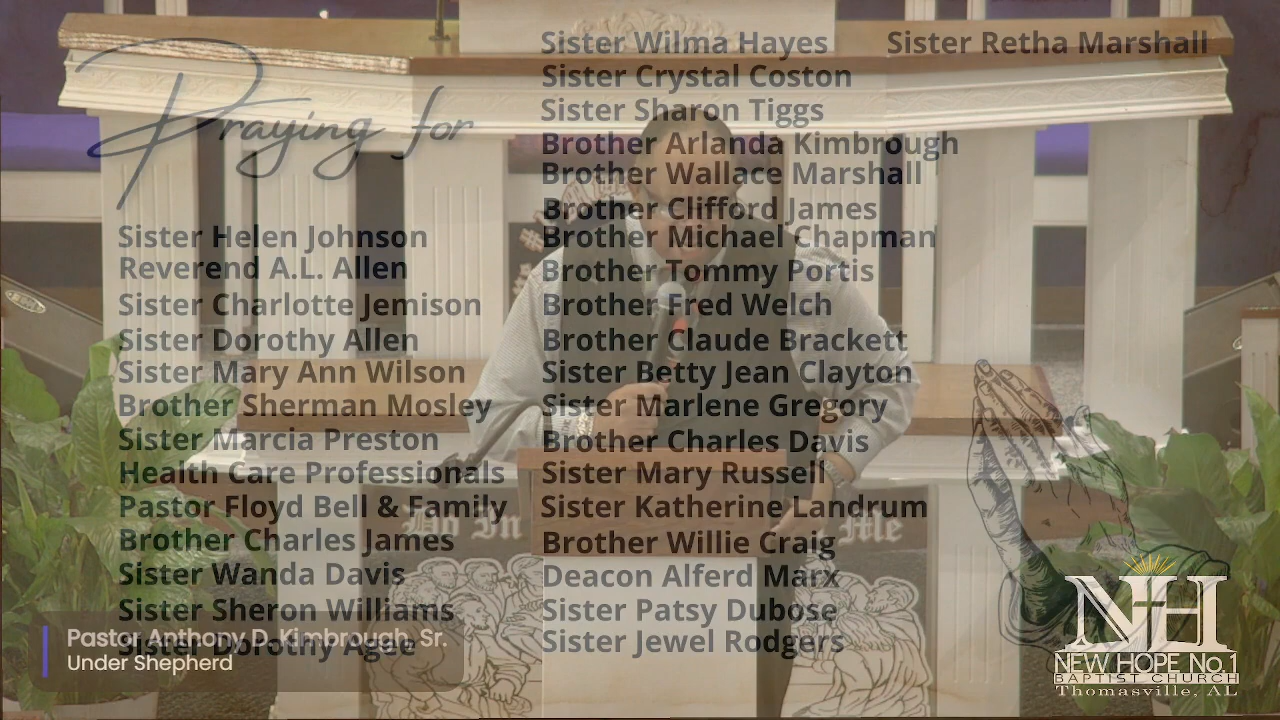 Praying for
Sister Helen Johnson
Reverend A.L. Allen
Sister Charlotte Jemison
Sister Dorothy Allen
Sister Mary Ann Wilson
Brother Sherman Mosley
Sister Marcia Preston
Health Care Professionals
Pastor Floyd Bell & Family
Brother Charles James
Sister Wanda Davis
Sister Sheron Williams
Sister Dorothy Agee
Sister Wilma Hayes
Sister Crystal Coston
Sister Sharon Tiggs
Brother Arlanda Kimbrough
Brother Wallace Marshall
Brother Clifford James
Brother Michael Chapman
Brother Tommy Portis
Brother Fred Welch
Brother Claude Brackett
Sister Betty Jean Clayton
Sister Marlene Gregory
Brother Charles Davis
Sister Mary Russell
Sister Katherine Landrum
Brother Willie Craig
Deacon Alferd Marx
Sister Patsy Dubose
Sister Jewel Rodgers
Sister Retha Marshall
Do In
Me
Pastor Anthony D. Kimbrough, Sr.
Under Shepherd
NH
NEW HOPE No.1
BAPTIST CHURCH
Thomasville, AL